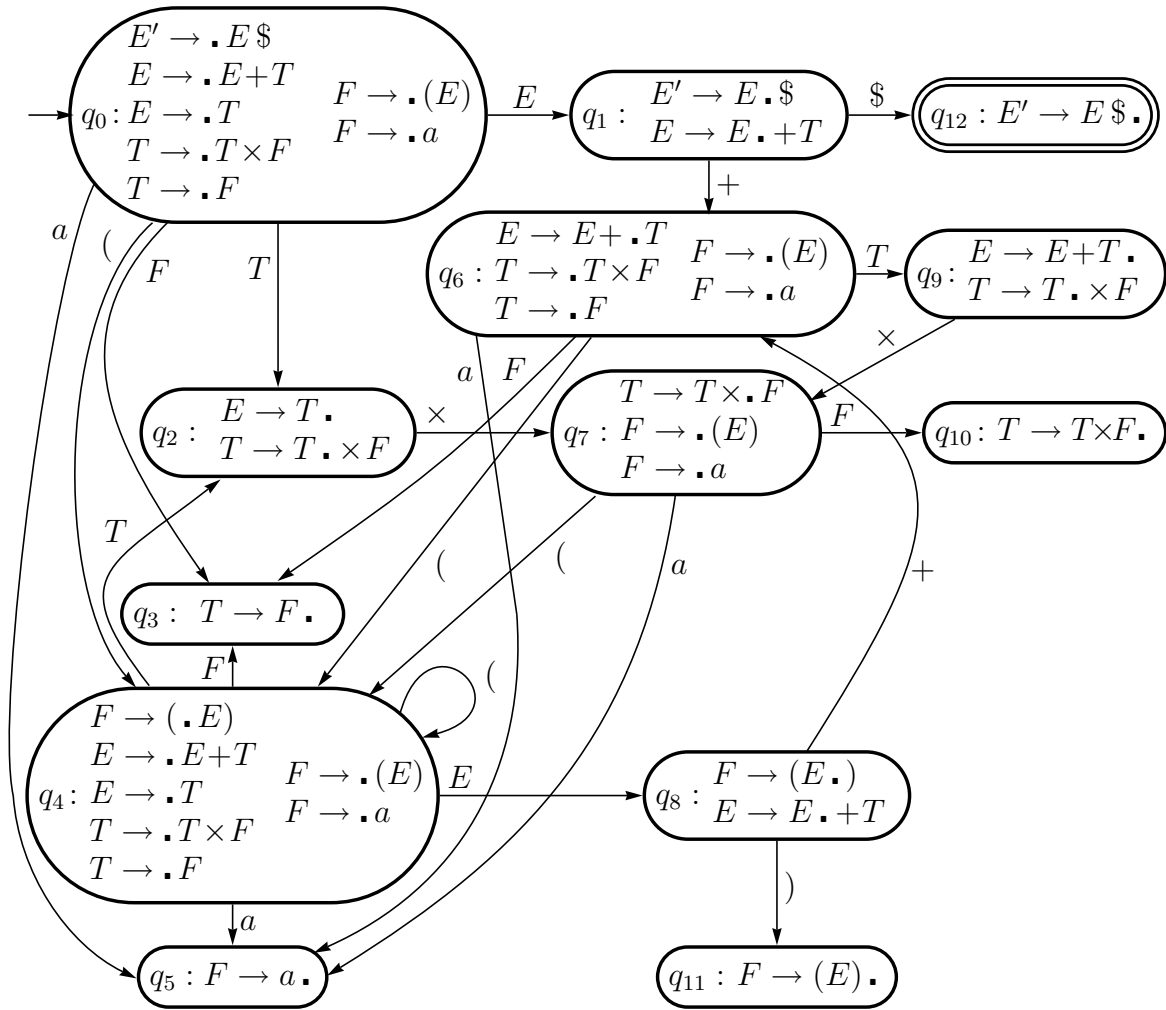 E′ → .E$
E → .E+T
q0: E → .T
T → .T×F
T → .F
F → .(E)
F → .a
E
q1: E′ → E.$
E → E.+T
$
q12: E′ → E$.
a
(
F
T
+
q6: E → E+.T
T → .T×F
T → .F
F → .(E)
F → .a
T
q9: E → E+T.
T → T.×F
×
a
F
q2: E → T.
T → T.×F
×
q7: T → T×.F
F → .(E)
F → .a
F
q10: T → T×F.
T
(
(
a
+
q3: T → F.
F
(
q4: F → (.E)
E → .E+T
E → .T
T → .T×F
T → .F
F → .(E)
F → .a
E
q8: F → (E.)
E → E.+T
a
)
q5: F → a.
q11: F → (E).